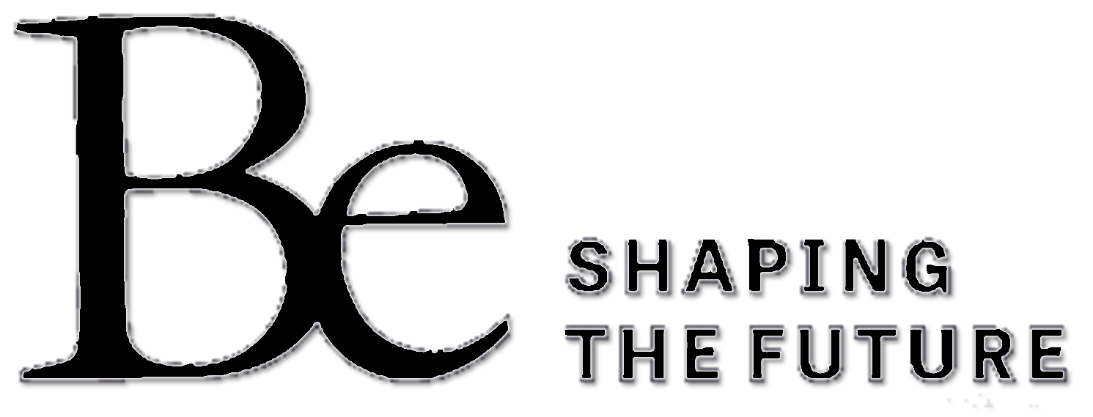 Be
SHAPING
THE FUTURE